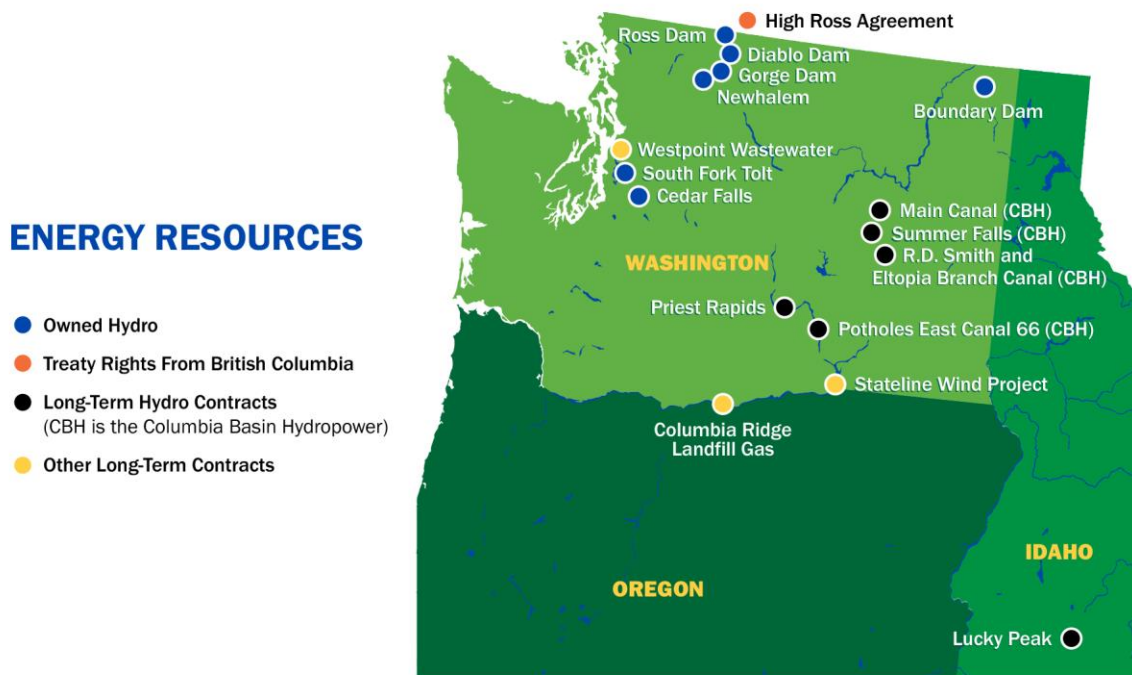 ENERGY RESOURCES
Owned Hydro
Treaty Rights From British Columbia
Long-Term Hydro Contracts
(CBH is the Columbia Basin Hydropower)
Other Long-Term Contracts
High Ross Agreement
Ross Dam
Diablo Dam
Gorge Dam
Newhalem
Boundary Dam
Westpoint Wastewater
South Fork Tolt
Cedar Falls
Main Canal (CBH)
Summer Falls (CBH)
R.D. Smith and
Eltopia Branch Canal (CBH)
WASHINGTON
Priest Rapids
Potholes East Canal 66 (CBH)
Stateline Wind Project
Columbia Ridge
Landfill Gas
IDAHO
OREGON
Lucky Peak